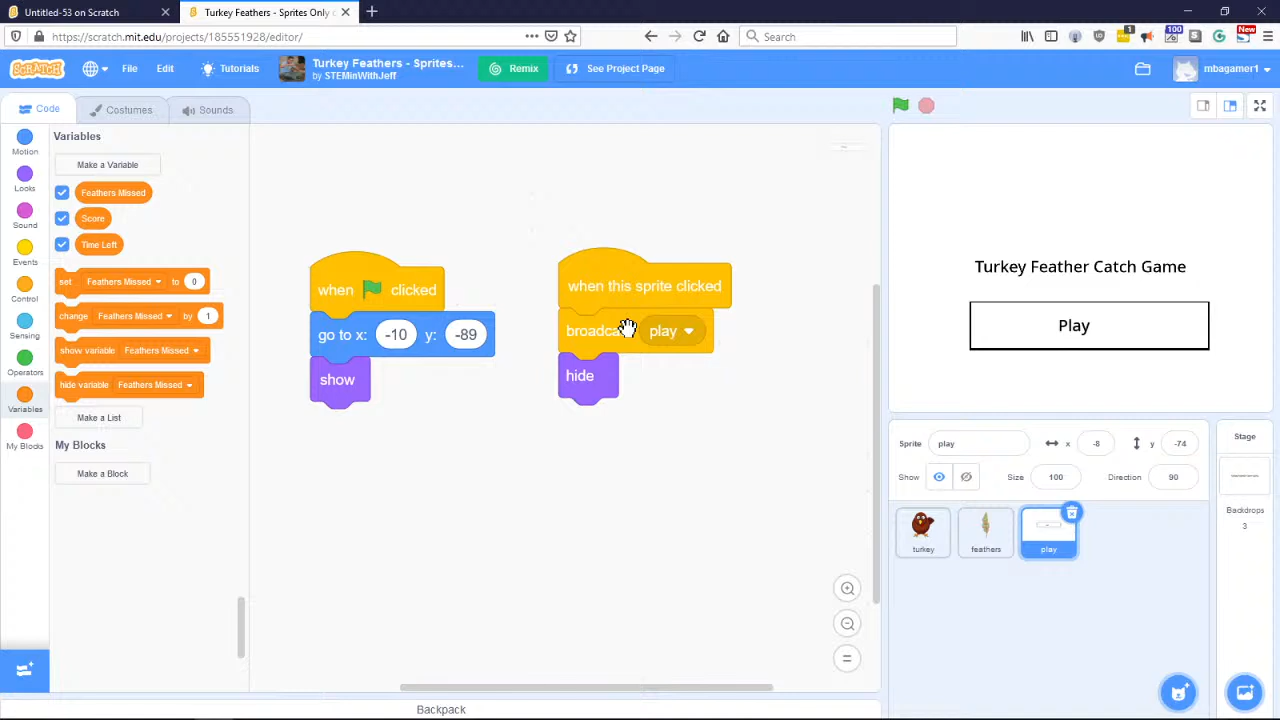 Untitled-53 on Scratch
Turkey Feathers - Sprites Only
https://scratch.mit.edu/projects/185551928/editor/
Search
1
100
New
SCRATCH
File
Edit
Tutorials
Turkey Feathers - Sprites...
by STEMinWithJeff
Remix
See Project Page
mbagamer1
Code
Costumes
Sounds
Motion
Looks
Sound
Events
Control
Sensing
Operators
Variables
My Blocks
Variables
Make a Variable
Feathers Missed
Score
Time Left
set Feathers Missed to 0
change Feathers Missed by 1
show variable Feathers Missed
hide variable Feathers Missed
Make a List
My Blocks
Make a Block
when clicked
go to x: -10 y: -89
show
when this sprite clicked
play
hide
Turkey Feather Catch Game
Play
Sprite play x -8 y -74
Show Size 100 Direction 90
turkey
feathers
play
Stage
Backdrops
3
Backpack